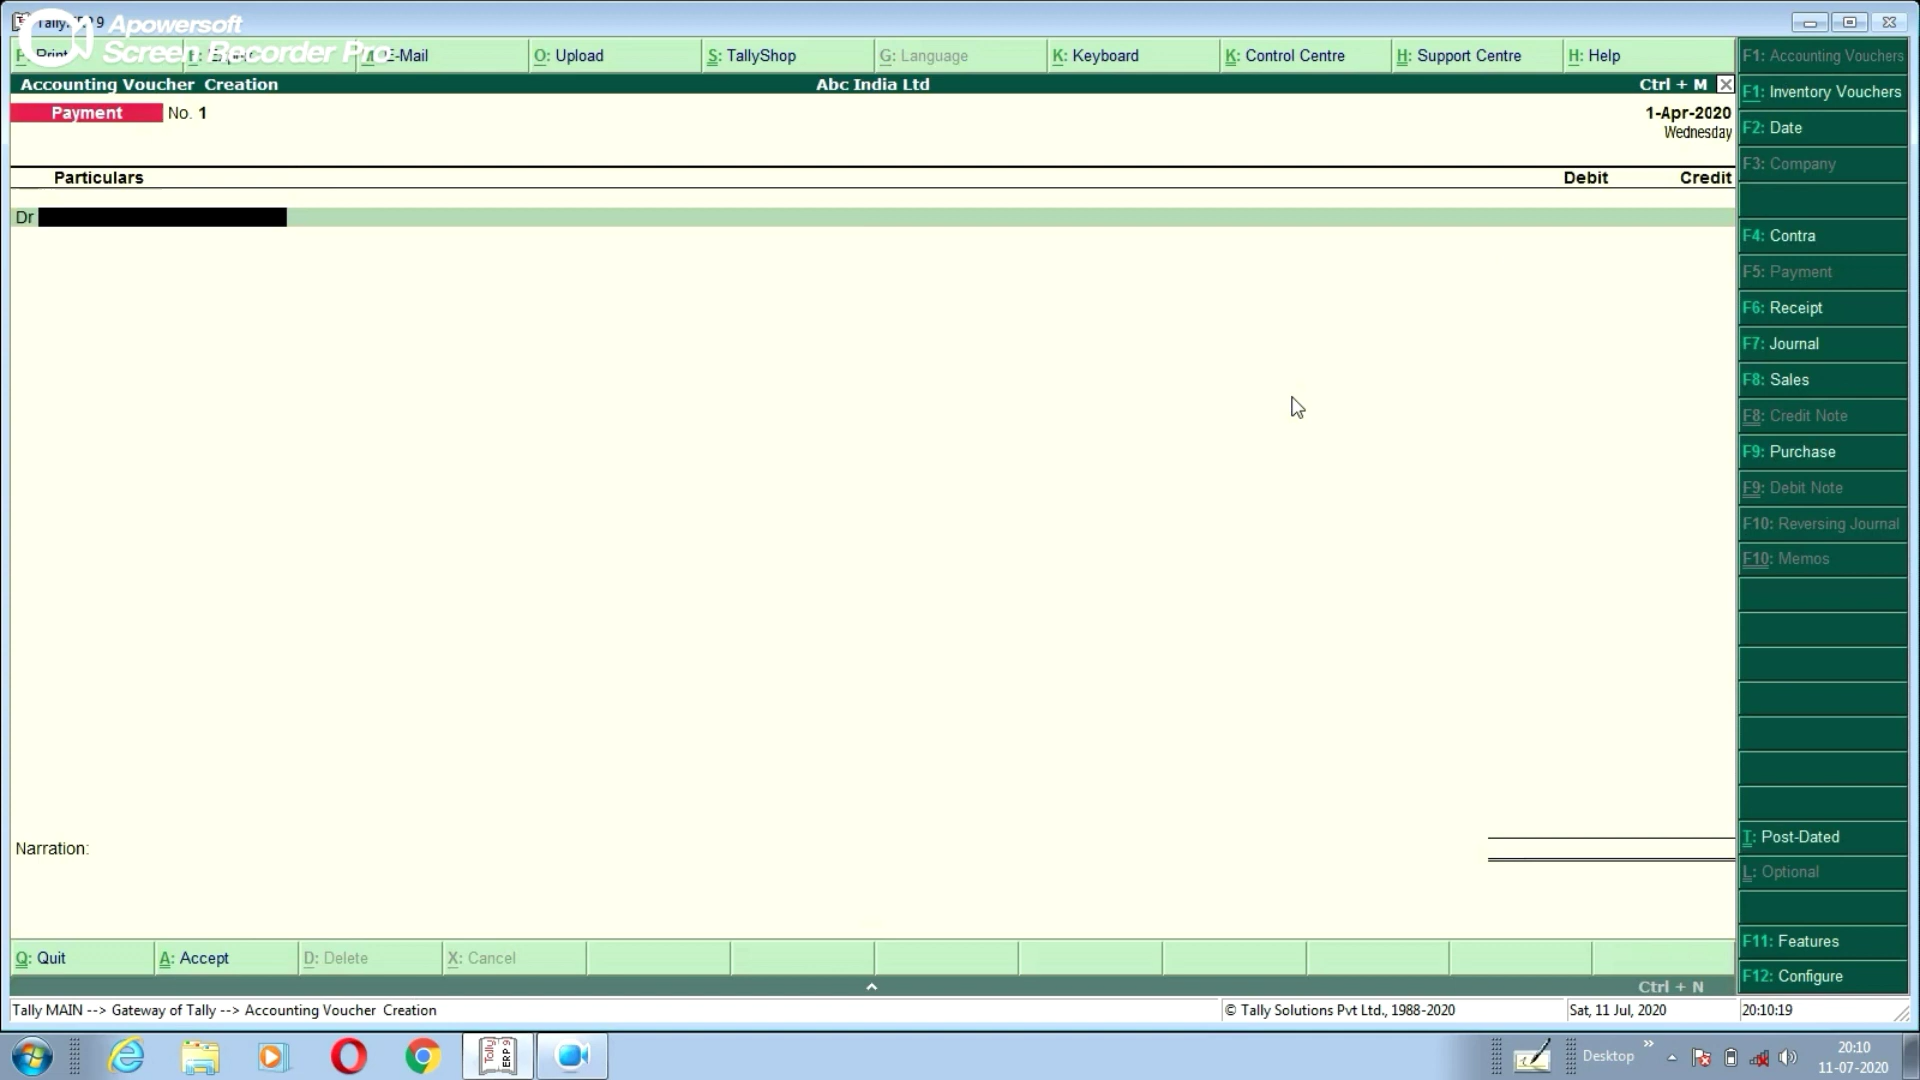 Apowersoft
Screen Recorder Pro
Print
E-Mail
O: Upload
S: TallyShop
G: Language
K: Keyboard
K: Control Centre
H: Support Centre
H: Help
Accounting Voucher Creation
Abc India Ltd
Ctrl + M
Payment
No. 1
1-Apr-2020
Wednesday
Particulars
Debit
Credit
Dr
Narration:
F1: Accounting Vouchers
F1: Inventory Vouchers
F2: Date
F3: Company
F4: Contra
F5: Payment
F6: Receipt
F7: Journal
F8: Sales
F8: Credit Note
F9: Purchase
F9: Debit Note
F10: Reversing Journal
F10: Memos
T: Post-Dated
L: Optional
F11: Features
F12: Configure
Q: Quit
A: Accept
D: Delete
X: Cancel
Ctrl + N
Tally MAIN --> Gateway of Tally --> Accounting Voucher Creation
© Tally Solutions Pvt Ltd., 1988-2020
Sat, 11 Jul, 2020
20:10:19
Tally
ERP 9
Desktop
20:10
11-07-2020